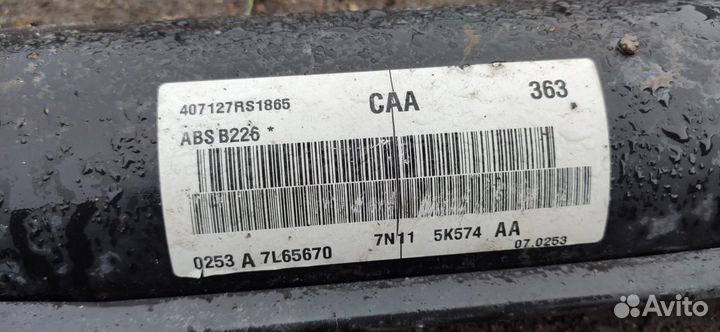 407127RS1865 CAA 363
ABS B226 *
0253 A 7L65670 7N11 5K574 AA
07.0253
Avito